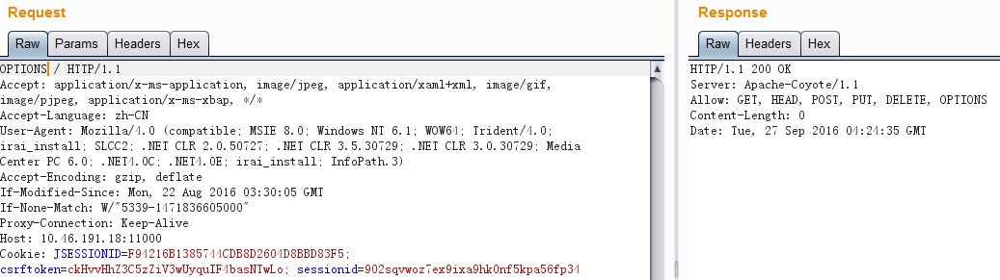 Request
Raw Params Headers Hex
OPTIONS / HTTP/1.1
Accept: application/x-ms-application, image/jpeg, application/xaml+xml, image/gif,
image/pjpeg, application/x-ms-xbap, */*
Accept-Language: zh-CN
User-Agent: Mozilla/4.0 (compatible; MSIE 8.0; Windows NT 6.1; WOW64; Trident/4.0;
irai_install; SLCC2; .NET CLR 2.0.50727; .NET CLR 3.5.30729; .NET CLR 3.0.30729; Media
Center PC 6.0; .NET4.0C; .NET4.0E; irai_install; InfoPath.3)
Accept-Encoding: gzip, deflate
If-Modified-Since: Mon, 22 Aug 2016 03:30:05 GMT
If-None-Match: W/"5339-1471836605000"
Proxy-Connection: Keep-Alive
Host: 10.46.191.18:11000
Cookie: JSESSIONID=F94216B1385744CDB8D2604D8BBD83F5;
csrftoken=ckHvvHhZ3C5zZiV3wUyquIF4basNTwLo; sessionid=902sqvwoz7ex9ixa9hk0nf5kpa56fp34
Response
Raw Headers Hex
HTTP/1.1 200 OK
Server: Apache-Coyote/1.1
Allow: GET, HEAD, POST, PUT, DELETE, OPTIONS
Content-Length: 0
Date: Tue, 27 Sep 2016 04:24:35 GMT